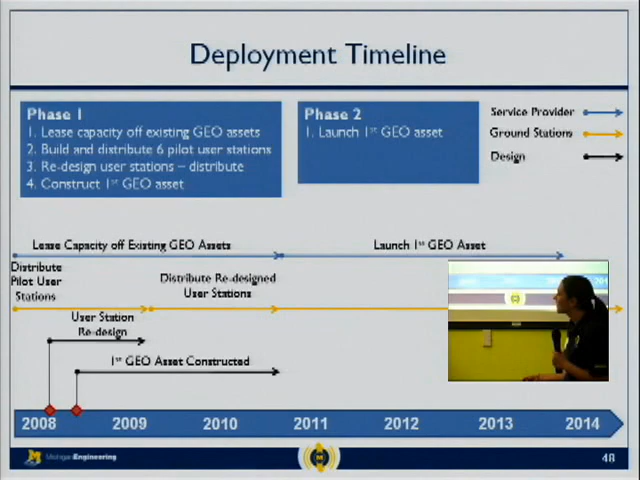 Deployment Timeline
Phase 1
1. Lease capacity off existing GEO assets
2. Build and distribute 6 pilot user stations
3. Re-design user stations – distribute
4. Construct 1st GEO asset
Phase 2
1. Launch 1st GEO asset
Service Provider
Ground Stations
Design
Lease Capacity off Existing GEO Assets
Launch 1st GEO Asset
Distribute
Pilot User
Stations
Distribute Re-designed
User Stations
User Station
Re-design
1st GEO Asset Constructed
2008 2009 2010 2011 2012 2013 2014
MichiganEngineering
48